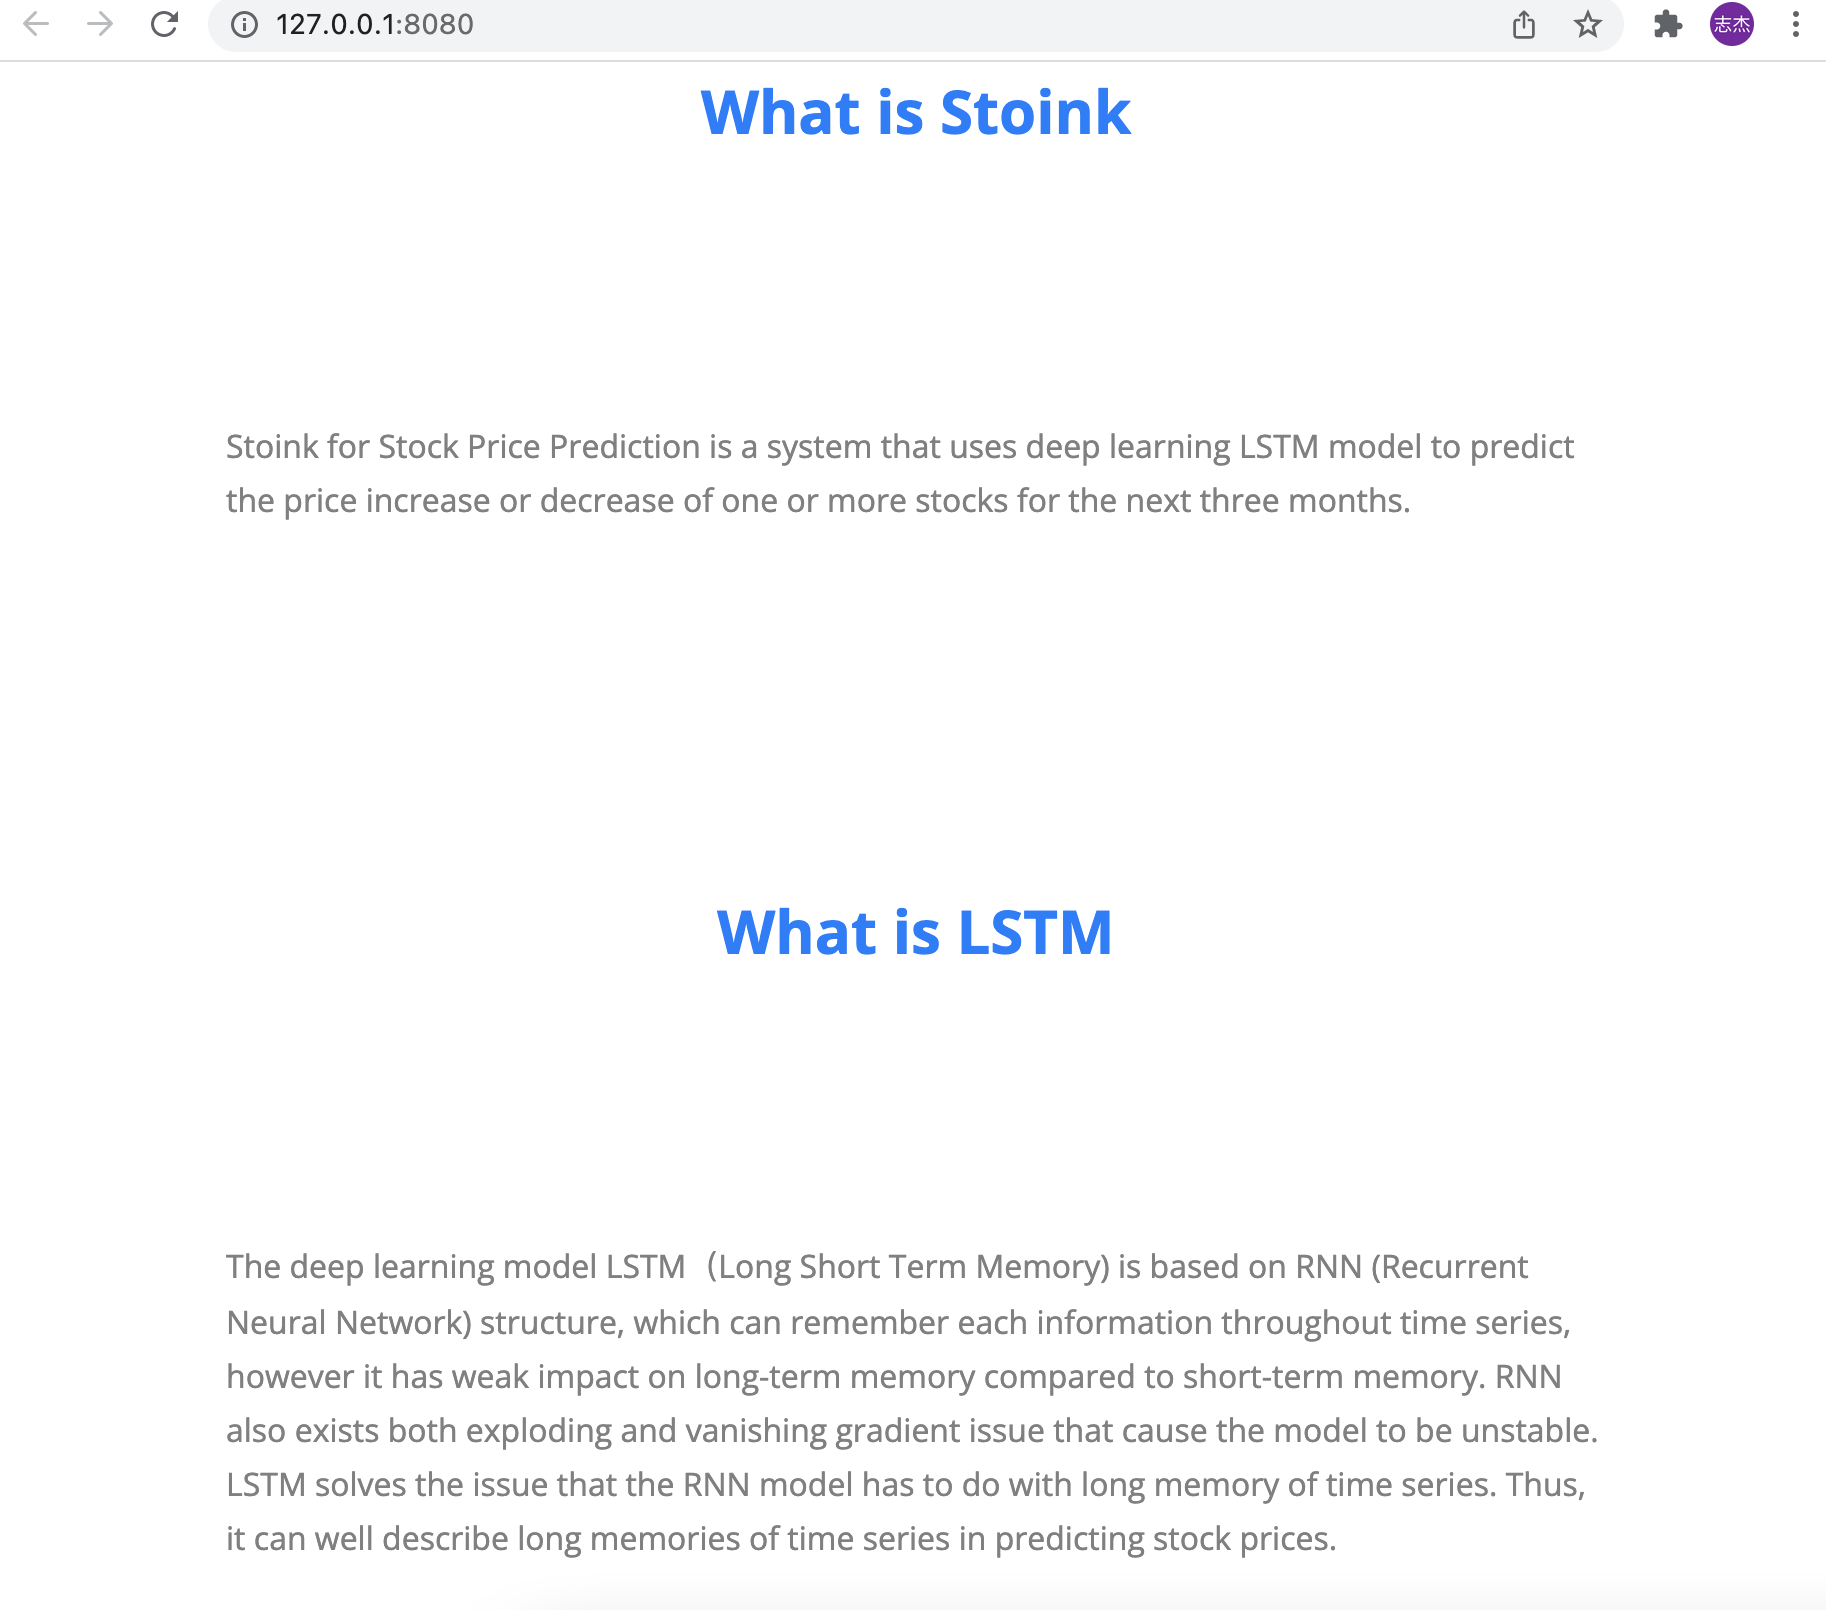 127.0.0.1:8080
志杰
What is Stoink
Stoink for Stock Price Prediction is a system that uses deep learning LSTM model to predict
the price increase or decrease of one or more stocks for the next three months.
What is LSTM
The deep learning model LSTM（Long Short Term Memory) is based on RNN (Recurrent
Neural Network) structure, which can remember each information throughout time series,
however it has weak impact on long-term memory compared to short-term memory. RNN
also exists both exploding and vanishing gradient issue that cause the model to be unstable.
LSTM solves the issue that the RNN model has to do with long memory of time series. Thus,
it can well describe long memories of time series in predicting stock prices.